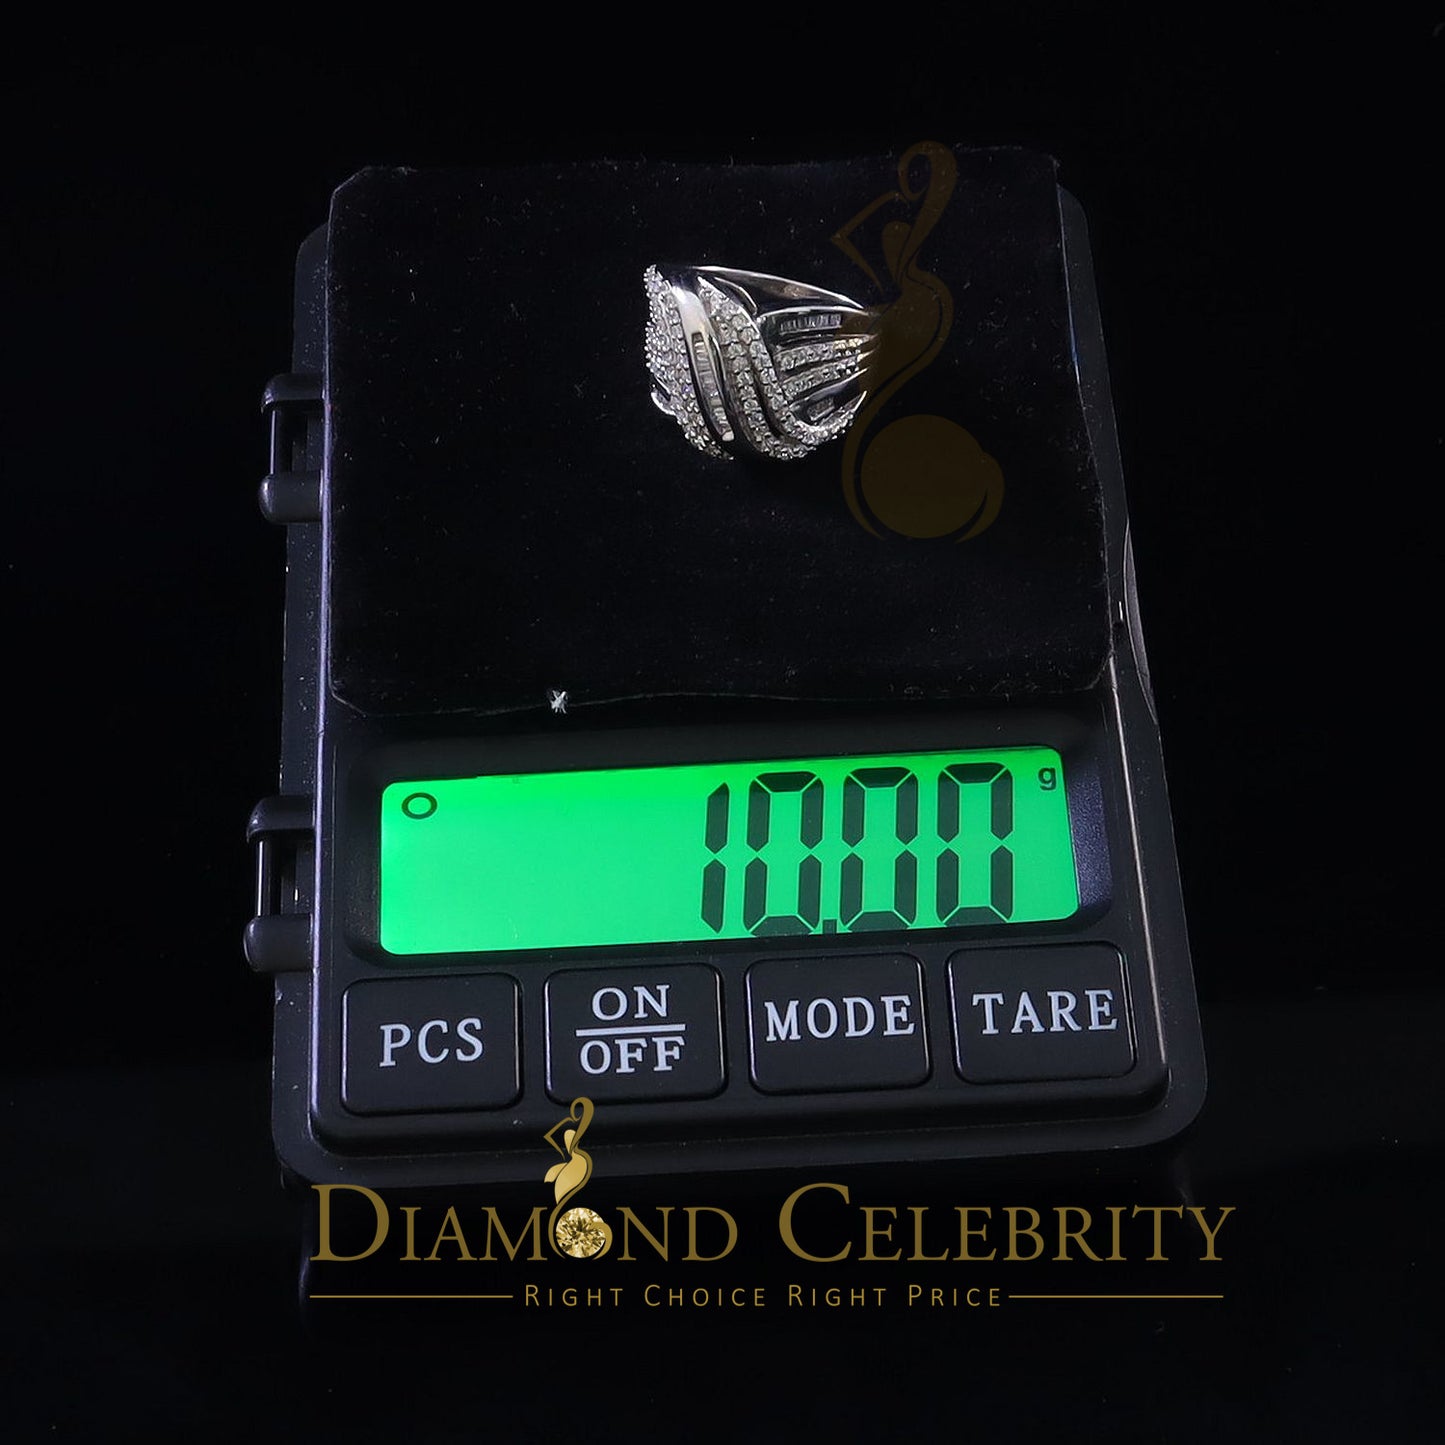 10.00 g
PCS
ON
OFF
MODE
TARE
DIAMOND CELEBRITY
RIGHT CHOICE RIGHT PRICE